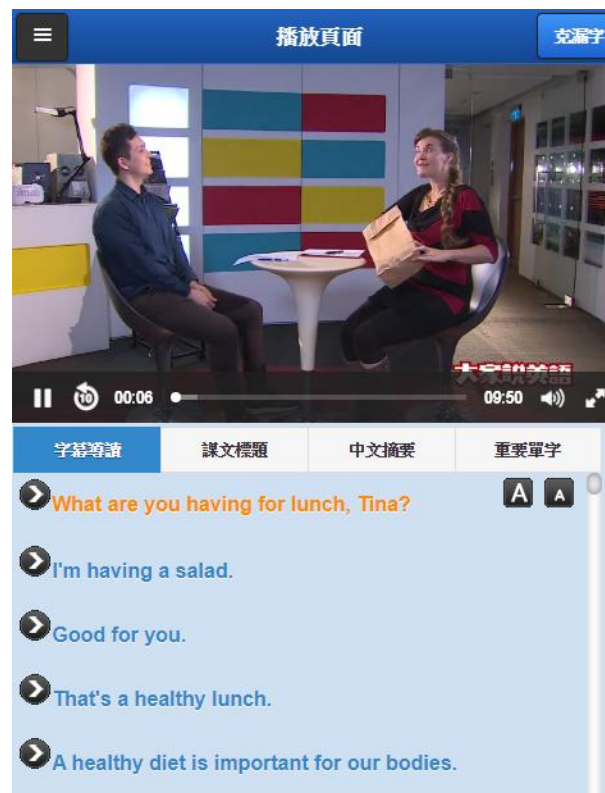 播放頁面
克漏字
大家說英語
10
00:06
09:50
字幕導讀
課文標題
中文摘要
重要單字
A A
What are you having for lunch, Tina?
I'm having a salad.
Good for you.
That's a healthy lunch.
A healthy diet is important for our bodies.